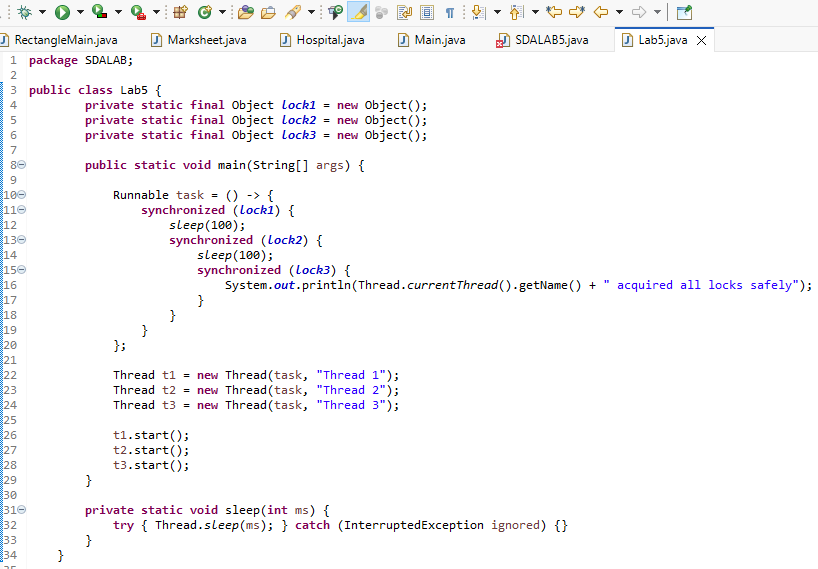 RectangleMain.java Marksheet.java Hospital.java Main.java SDALAB5.java Lab5.java
1 package SDALAB;
2
3 public class Lab5 {
4         private static final Object lock1 = new Object();
5         private static final Object lock2 = new Object();
6         private static final Object lock3 = new Object();
7
8         public static void main(String[] args) {
9
10             Runnable task = () -> {
11                 synchronized (lock1) {
12                     sleep(100);
13                     synchronized (lock2) {
14                         sleep(100);
15                         synchronized (lock3) {
16                             System.out.println(Thread.currentThread().getName() + " acquired all locks safely");
17                         }
18                     }
19                 }
20             };
21
22             Thread t1 = new Thread(task, "Thread 1");
23             Thread t2 = new Thread(task, "Thread 2");
24             Thread t3 = new Thread(task, "Thread 3");
25
26             t1.start();
27             t2.start();
28             t3.start();
29         }
30
31         private static void sleep(int ms) {
32             try { Thread.sleep(ms); } catch (InterruptedException ignored) {}
33         }
34     }